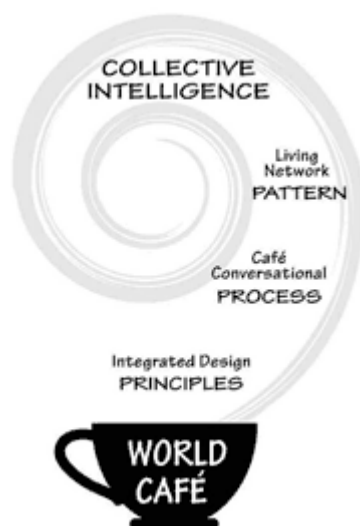 COLLECTIVE
INTELLIGENCE
Living
Network
PATTERN
Café
Conversational
PROCESS
Integrated Design
PRINCIPLES
WORLD
CAFÉ